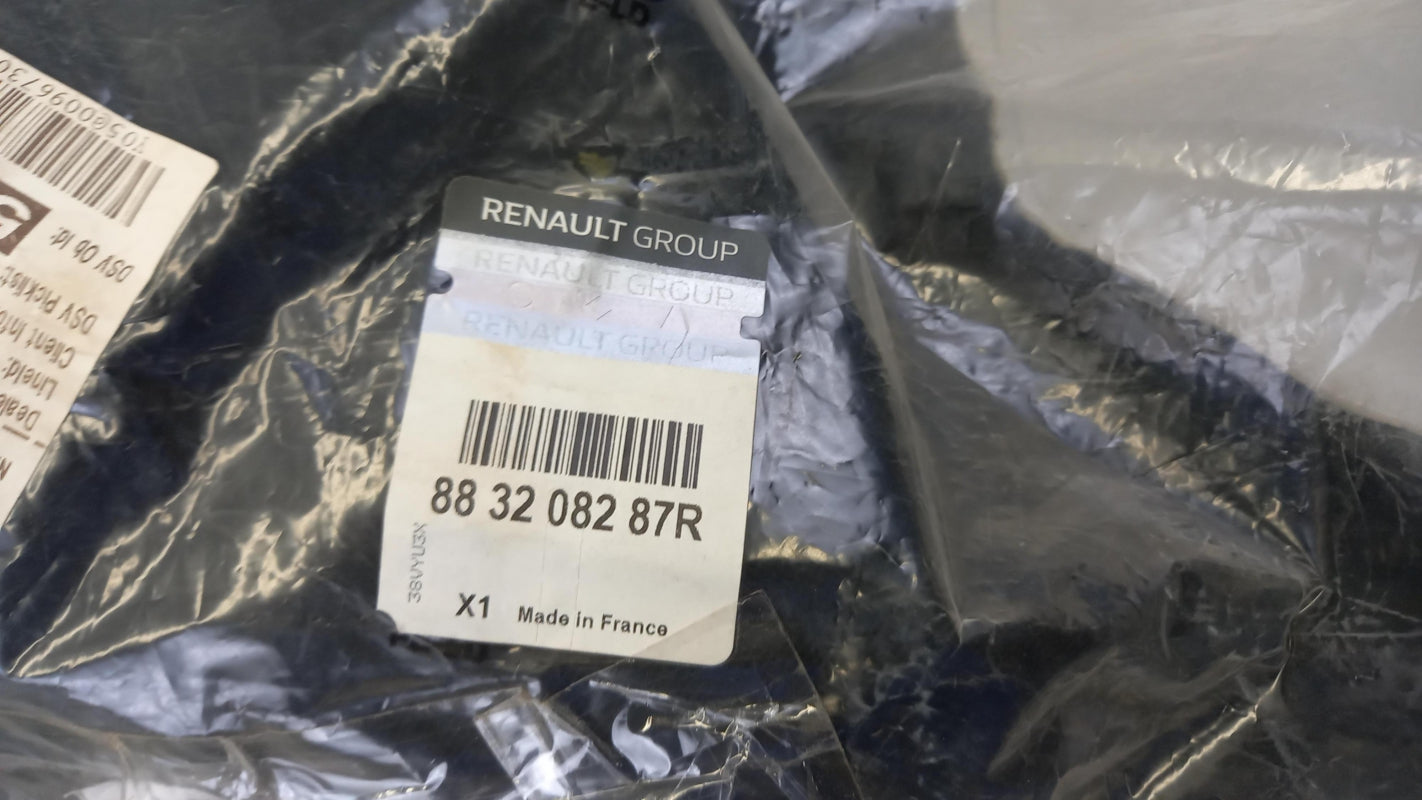 RENAULT GROUP
RENAULT GROUP
RENAULT GROUP
88 32 082 87R
38VYU3X
X1 Made in France
DSV Ob Id:
DSV Picklist:
Client Info
LineId: